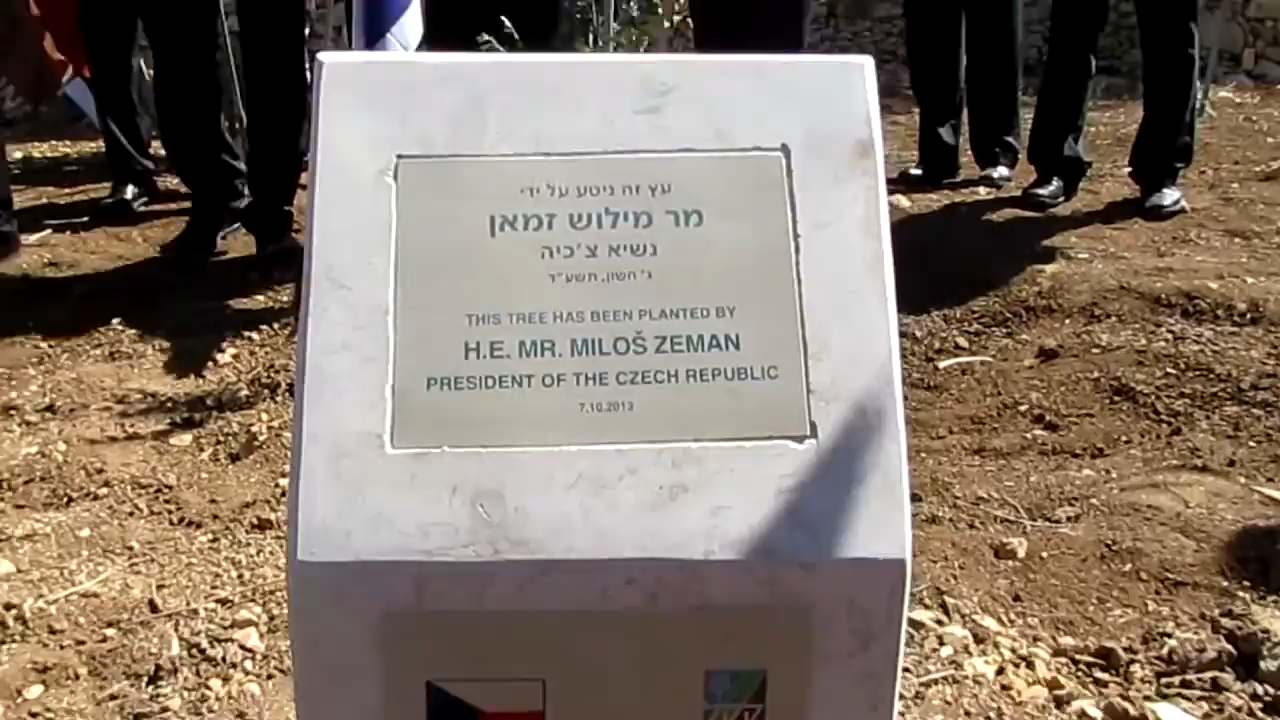 עץ זה ניטע על ידי
מר מילוש זמאן
נשיא צ'כיה
ג' חשון, תשע"ד
THIS TREE HAS BEEN PLANTED BY
H.E. MR. MILOŠ ZEMAN
PRESIDENT OF THE CZECH REPUBLIC
7.10.2013